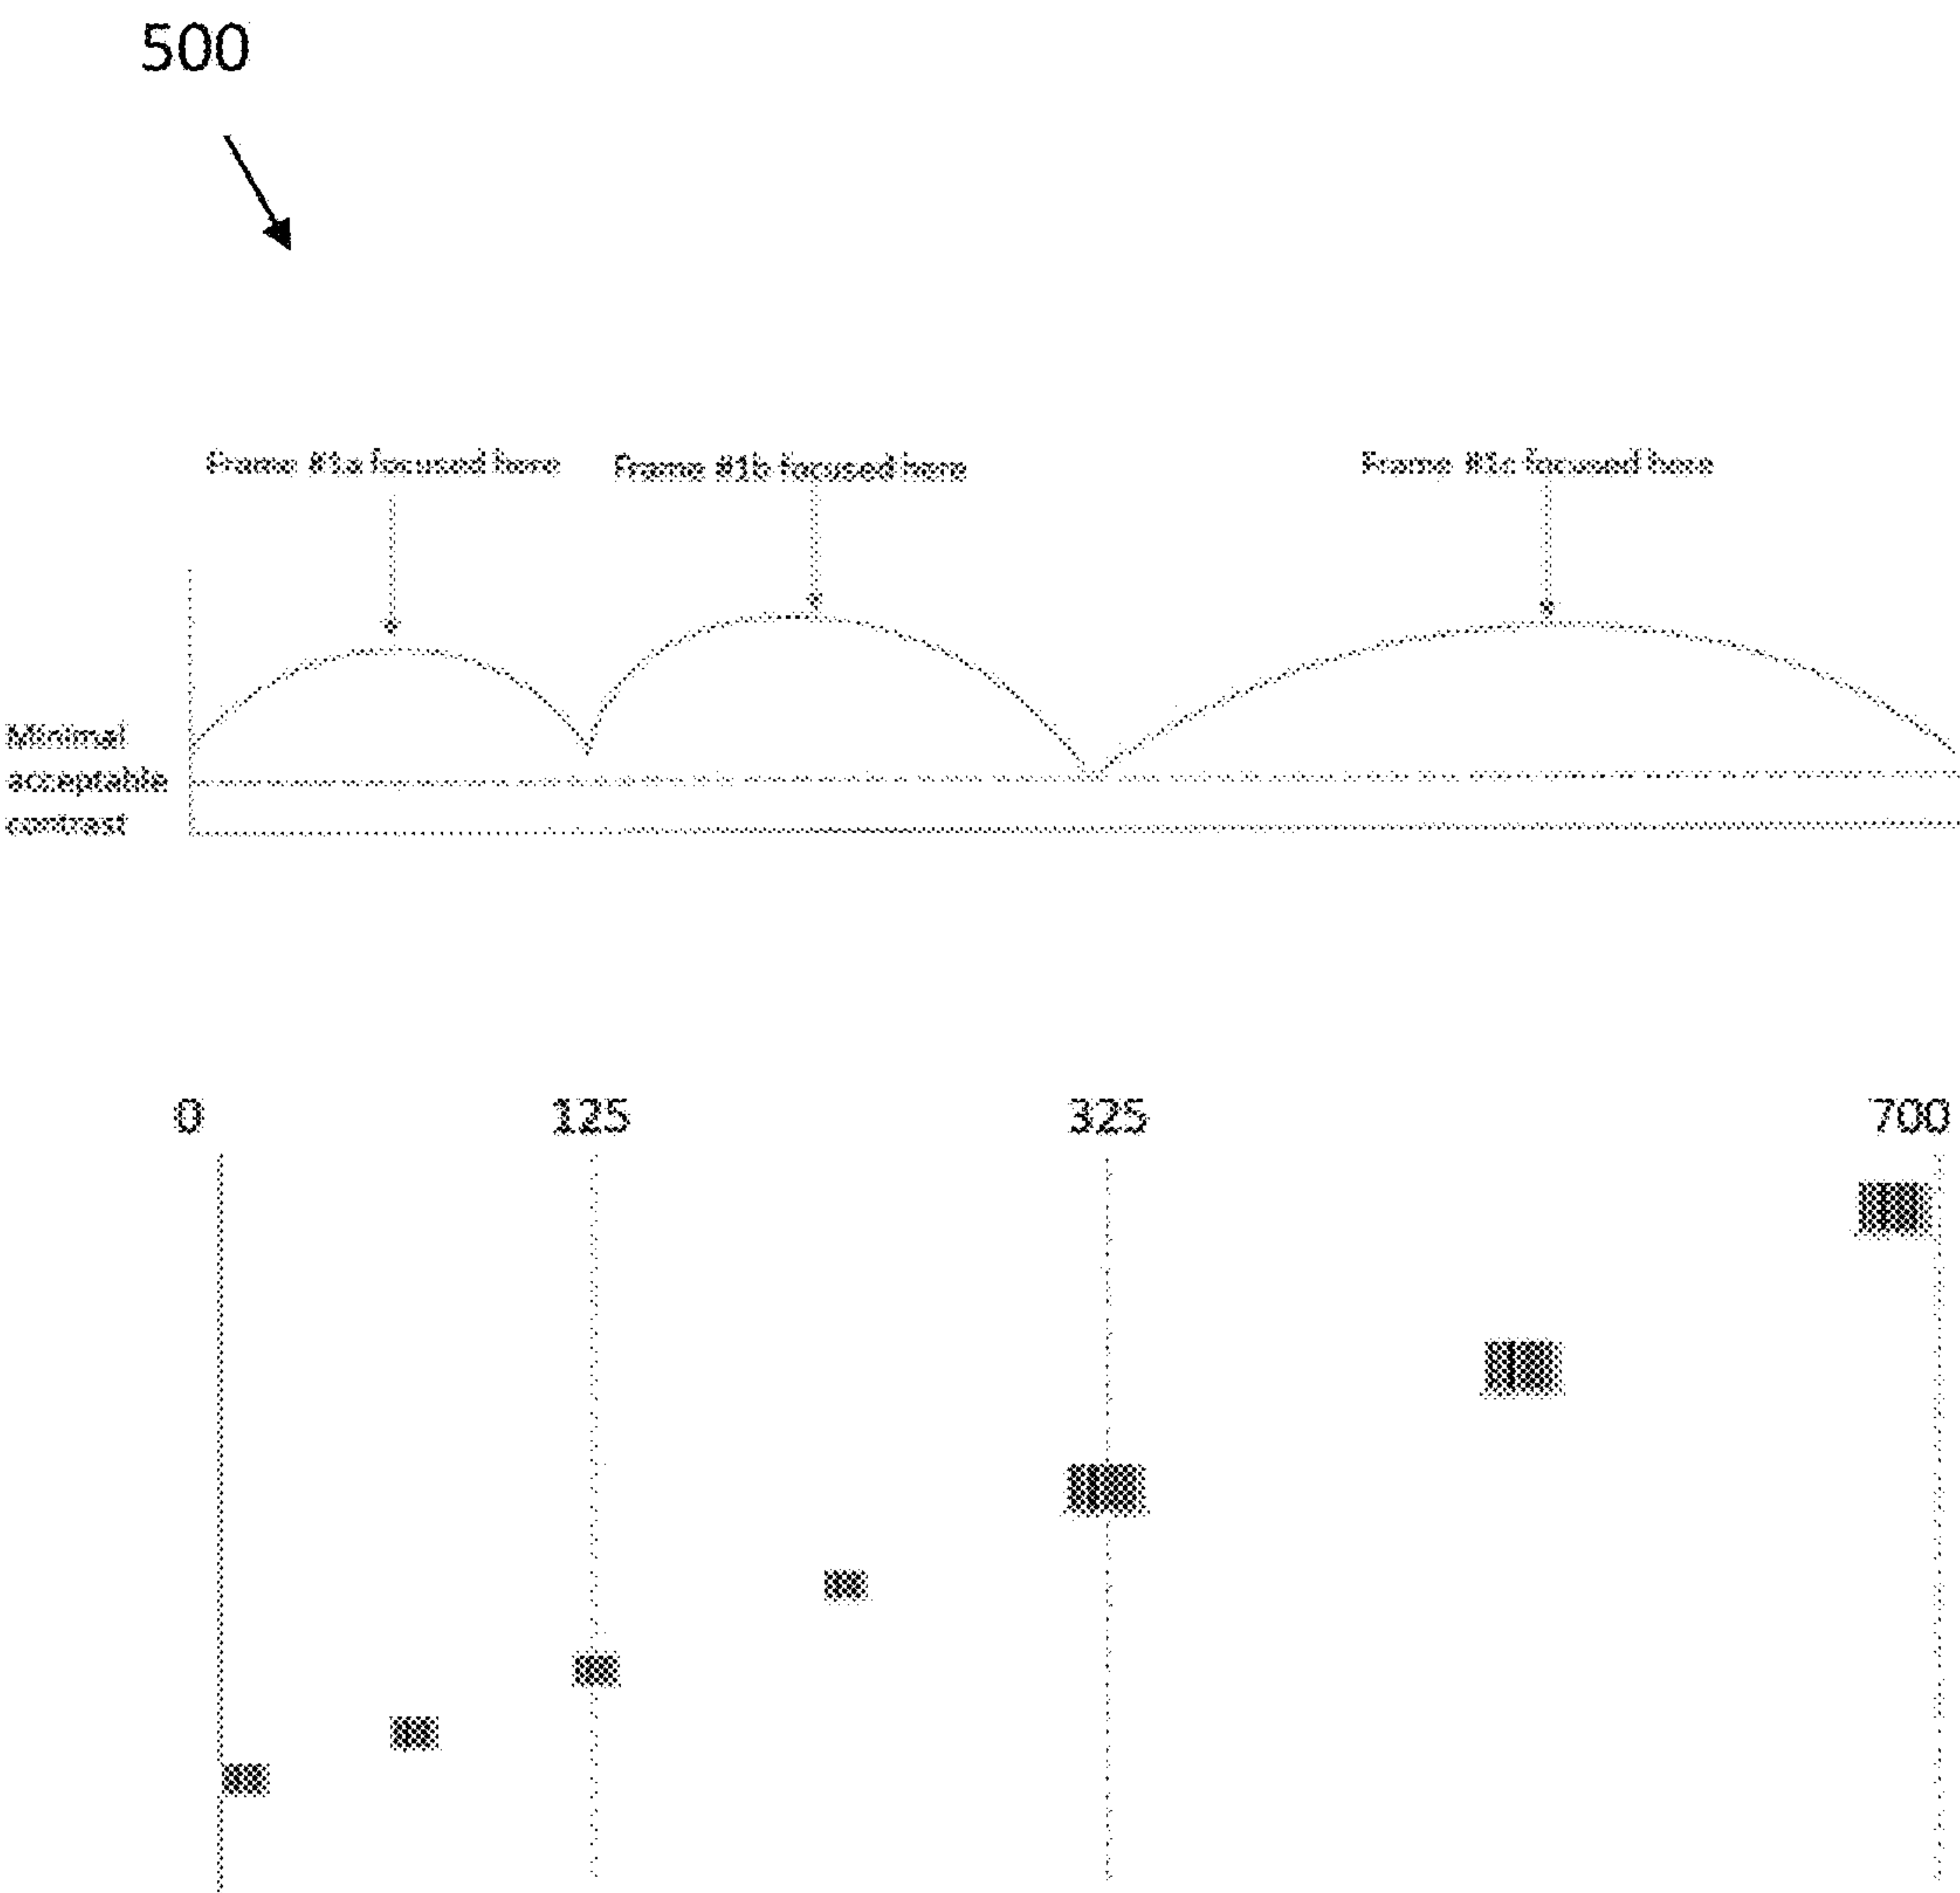 500
Frame #1a focused here
Frame #1b focused here
Frame #1c focused here
Minimal
acceptable
contrast
0
125
325
700